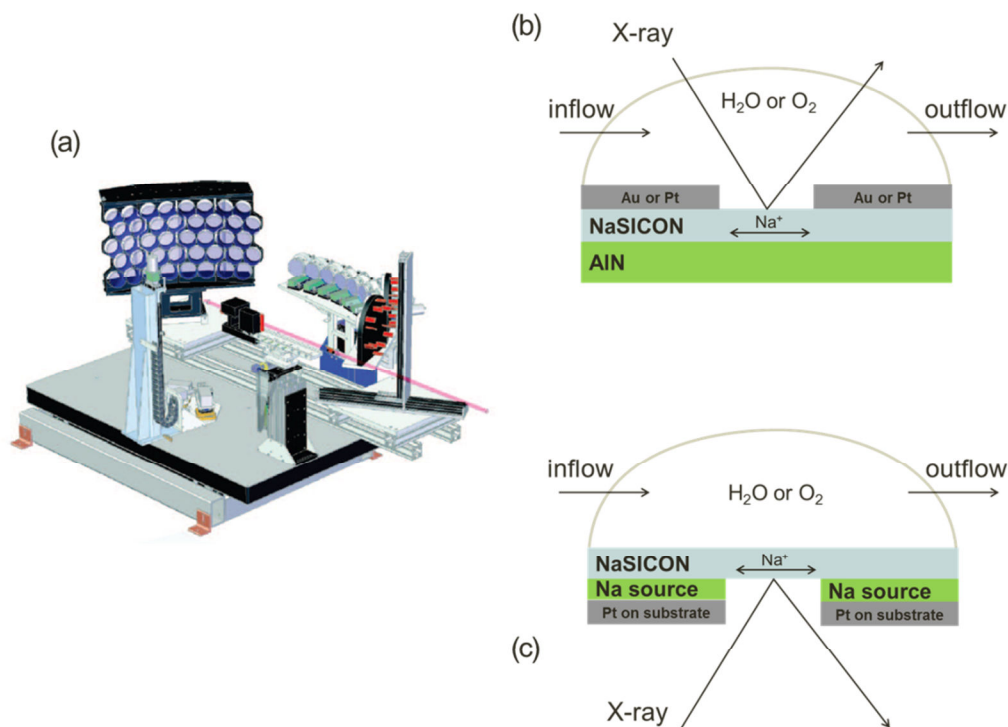 (a)
(b)
X-ray
H₂O or O₂
inflow
outflow
Au or Pt
Au or Pt
NaSICON
Na⁺
AlN
inflow
outflow
H₂O or O₂
NaSICON
Na⁺
Na source
Na source
Pt on substrate
Pt on substrate
(c)
X-ray